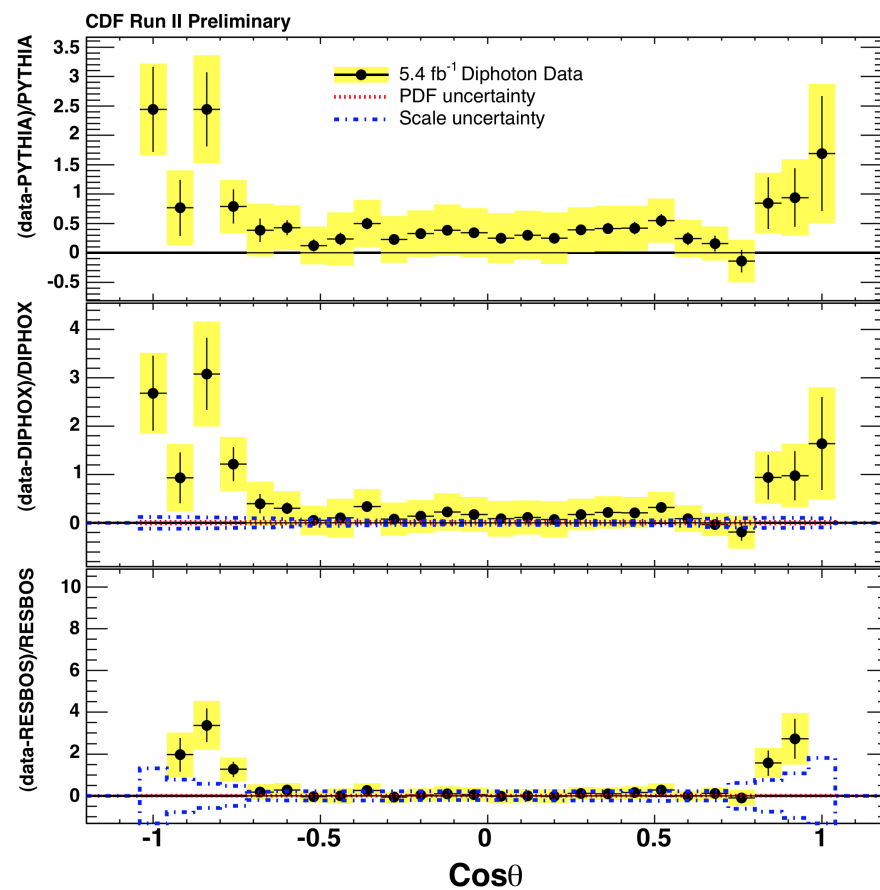 CDF Run II Preliminary
(data-PYTHIA)/PYTHIA
3.5
3
2.5
2
1.5
1
0.5
0
-0.5
5.4 fb⁻¹ Diphoton Data
PDF uncertainty
Scale uncertainty
(data-DIPHOX)/DIPHOX
4
3
2
1
0
(data-RESBOS)/RESBOS
10
8
6
4
2
0
-1 -0.5 0 0.5 1
Cosθ